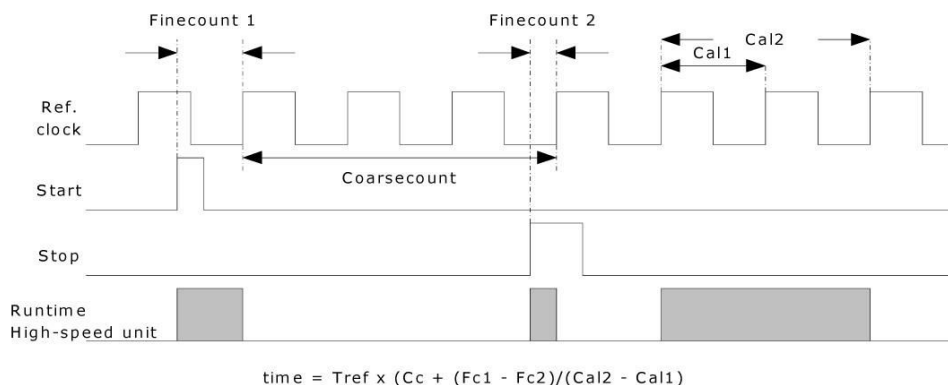 Finecount 1
Finecount 2
Cal2
Cal1
Ref.
clock
Coarsecount
Start
Stop
Runtime
High-speed unit
time = Tref x (Cc + (Fc1 - Fc2)/(Cal2 - Cal1)